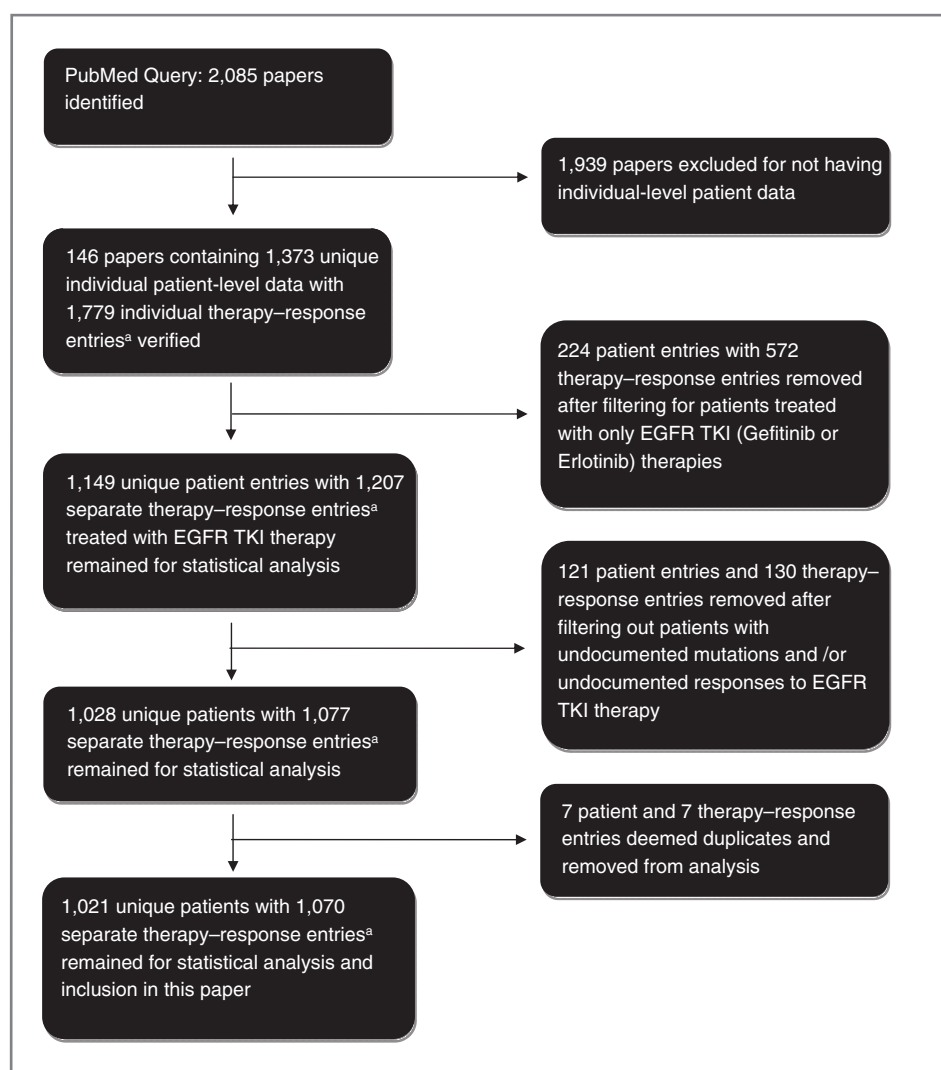 PubMed Query: 2,085 papers
identified
1,939 papers excluded for not having
individual-level patient data
146 papers containing 1,373 unique
individual patient-level data with
1,779 individual therapy–response
entriesᵃ verified
224 patient entries with 572
therapy–response entries removed
after filtering for patients treated
with only EGFR TKI (Gefitinib or
Erlotinib) therapies
1,149 unique patient entries with 1,207
separate therapy–response entriesᵃ
treated with EGFR TKI therapy
remained for statistical analysis
121 patient entries and 130 therapy–
response entries removed after
filtering out patients with
undocumented mutations and /or
undocumented responses to EGFR
TKI therapy
1,028 unique patients with 1,077
separate therapy–response entriesᵃ
remained for statistical analysis
7 patient and 7 therapy–response
entries deemed duplicates and
removed from analysis
1,021 unique patients with 1,070
separate therapy–response entriesᵃ
remained for statistical analysis and
inclusion in this paper